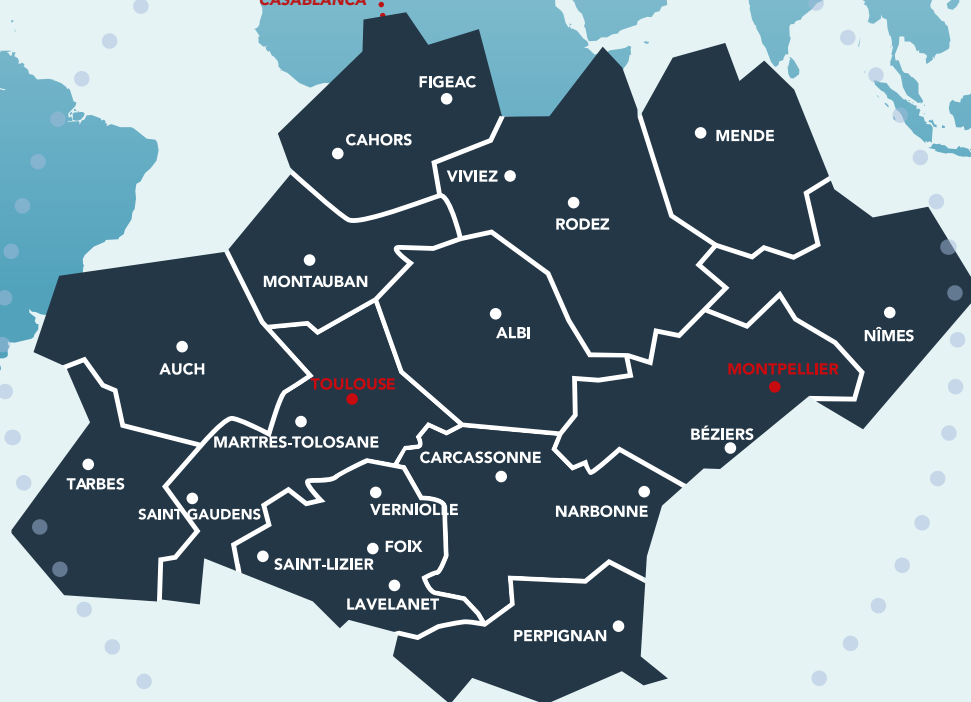 CASABLANCA
FIGEAC
CAHORS
MENDE
VIVIEZ
RODEZ
MONTAUBAN
ALBI
NÎMES
AUCH
MONTPELLIER
TOULOUSE
BÉZIERS
MARTRES-TOLOSANE
CARCASSONNE
TARBES
SAINT-GAUDENS
VERNIOLLE
NARBONNE
FOIX
SAINT-LIZIER
LAVELANET
PERPIGNAN